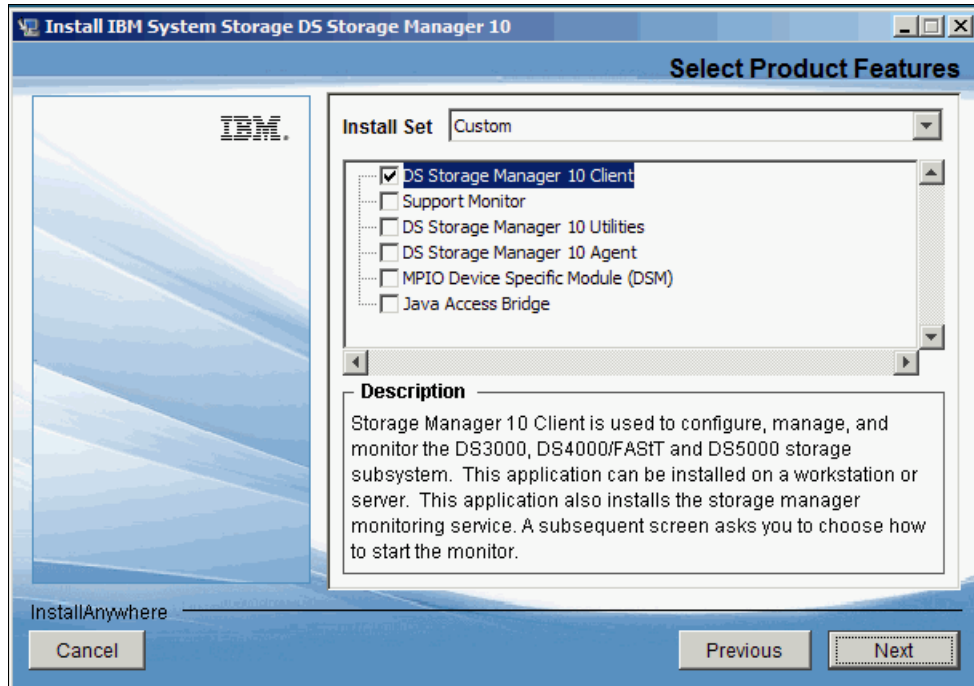 Install IBM System Storage DS Storage Manager 10
Select Product Features
IBM.
Install Set Custom
DS Storage Manager 10 Client
Support Monitor
DS Storage Manager 10 Utilities
DS Storage Manager 10 Agent
MPIO Device Specific Module (DSM)
Java Access Bridge
Description
Storage Manager 10 Client is used to configure, manage, and
monitor the DS3000, DS4000/FAStT and DS5000 storage
subsystem. This application can be installed on a workstation or
server. This application also installs the storage manager
monitoring service. A subsequent screen asks you to choose how
to start the monitor.
InstallAnywhere
Cancel
Previous
Next